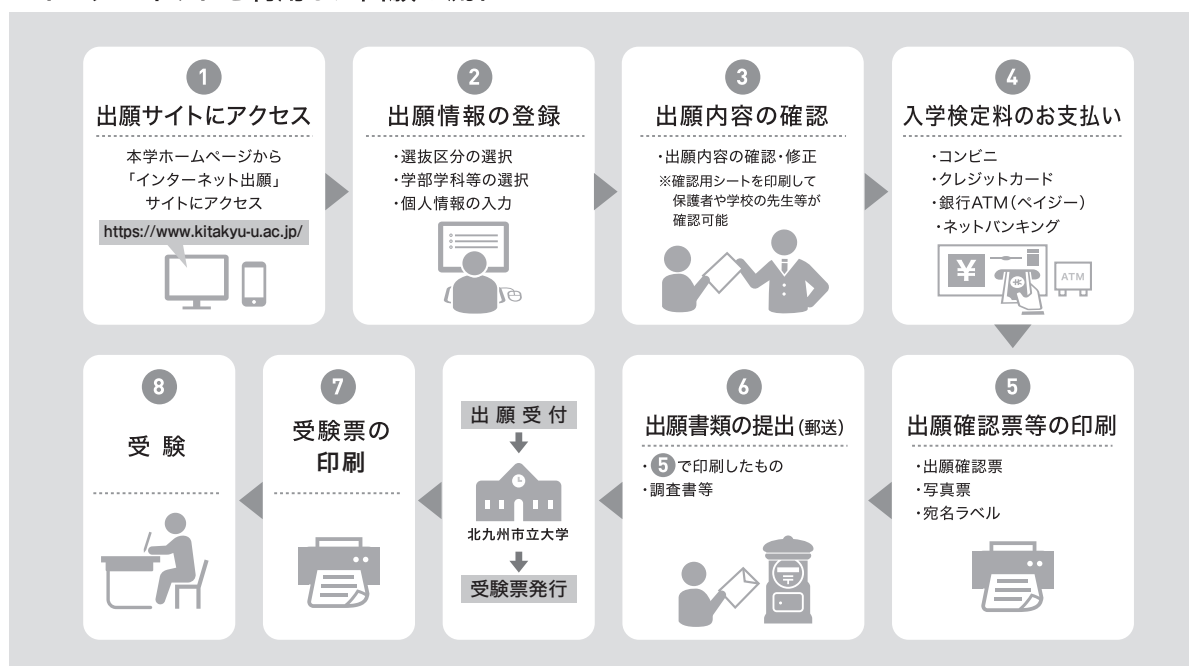 1
出願サイトにアクセス
本学ホームページから
「インターネット出願」
サイトにアクセス
https://www.kitakyu-u.ac.jp/
2
出願情報の登録
・選抜区分の選択
・学部学科等の選択
・個人情報の入力
3
出願内容の確認
・出願内容の確認・修正
※確認用シートを印刷して
保護者や学校の先生等が
確認可能
4
入学検定料のお支払い
・コンビニ
・クレジットカード
・銀行ATM(ペイジー)
・ネットバンキング
¥
ATM
5
出願確認票等の印刷
・出願確認票
・写真票
・宛名ラベル
6
出願書類の提出(郵送)
・5で印刷したもの
・調査書等
〒
出願受付
北九州市立大学
受験票発行
7
受験票の
印刷
8
受験